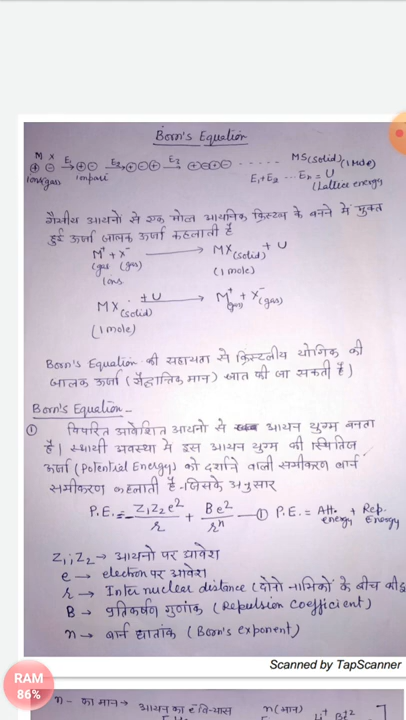 Born's Equation
M X E₁ E₂ E₃ MS(solid)(1 Mole)
⊕ ⊖ → ⊕⊖ → ⊕⊖⊕ → ⊕⊖⊕⊖ ......
ions(gas) ionpair E₁+E₂ ... Eₙ = U
(Lattice energy)
गैसीय आयनो से एक मोल आयनिक क्रिस्टल के बनने में मुक्त
हुई ऊर्जा जालक ऊर्जा कहलाती है
M⁺ + X⁻ → MX(solid) + U
(gas) (gas) (1 mole)
ions
MX(solid) +U → M⁺(gas) + X⁻(gas)
(1 mole)
Born's Equation की सहायता से क्रिस्टलीय योगिक की
जालक ऊर्जा (सैद्धान्तिक मान) ज्ञात की जा सकती है)
Born's Equation -
① विपरित आवेशित आयनो से आयन युग्म बनता
है। स्थायी अवस्था मे इस आयन युग्म की स्थितिज
ऊर्जा (Potential Energy) को दर्शाने वाली समीकरण बार्न
समीकरण कहलाती है - जिसके अनुसार
P.E. = -Z₁Z₂e²/r + Be²/rⁿ —① P.E. = Att. energy + Rep. Energy
Z₁, Z₂ → आयनो पर आवेश
e → electron पर आवेश
r → Inter nuclear distance (दोनो नाभिकों के बीच की
B → प्रतिकर्षण गुणांक (Repulsion Coefficient)
n → बार्न घातांक (Born's exponent)
Scanned by TapScanner
RAM
86%
n - का मान → आयन का n (मान)